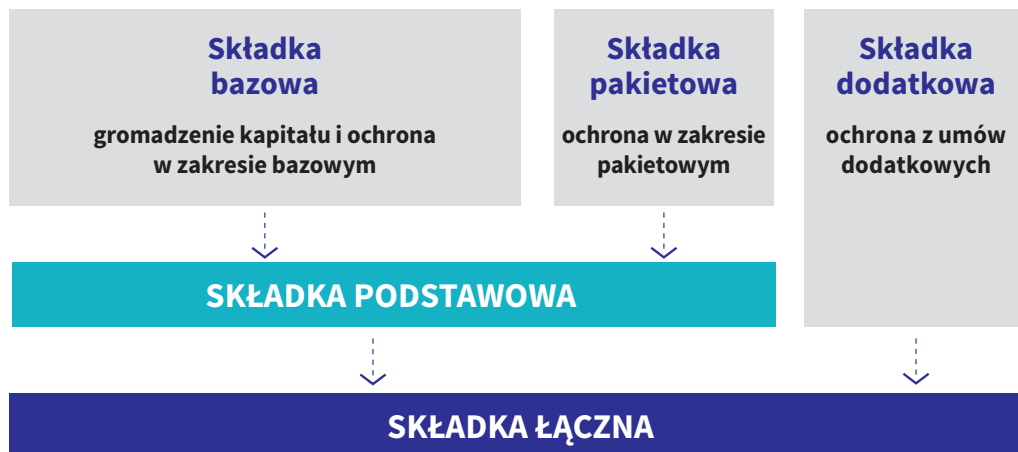 Składka
bazowa
gromadzenie kapitału i ochrona
w zakresie bazowym
Składka
pakietowa
ochrona w zakresie
pakietowym
Składka
dodatkowa
ochrona z umów
dodatkowych
SKŁADKA PODSTAWOWA
SKŁADKA ŁĄCZNA